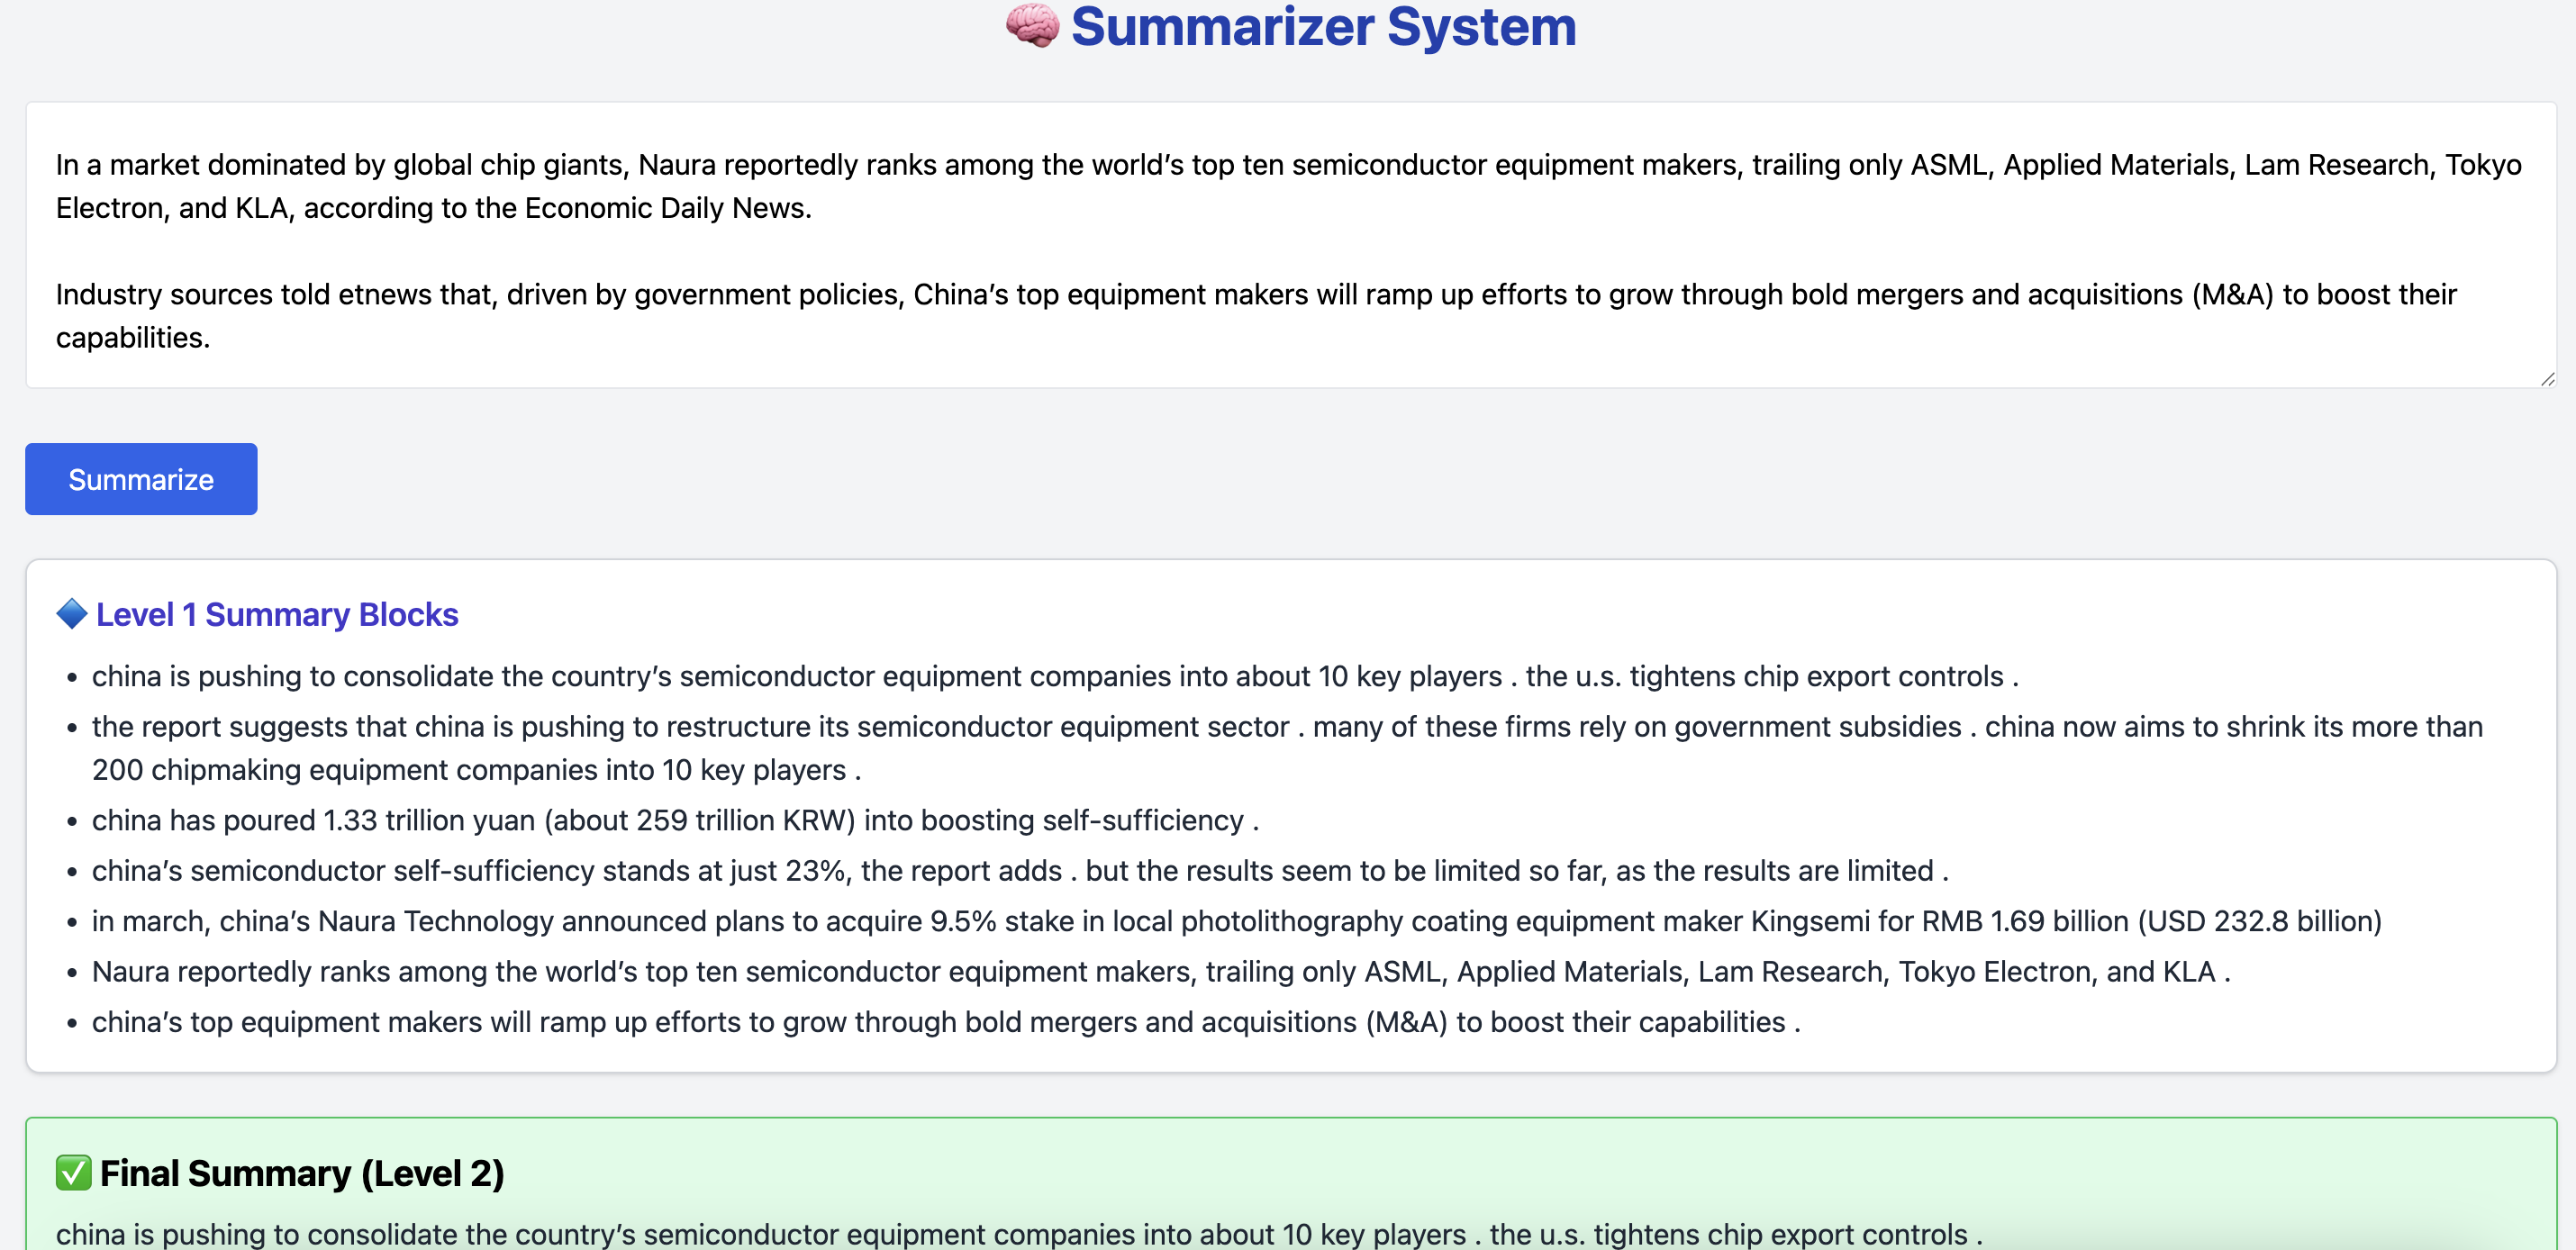 🧠 Summarizer System
In a market dominated by global chip giants, Naura reportedly ranks among the world’s top ten semiconductor equipment makers, trailing only ASML, Applied Materials, Lam Research, Tokyo
Electron, and KLA, according to the Economic Daily News.
Industry sources told etnews that, driven by government policies, China’s top equipment makers will ramp up efforts to grow through bold mergers and acquisitions (M&A) to boost their
capabilities.
Summarize
🔷 Level 1 Summary Blocks
• china is pushing to consolidate the country’s semiconductor equipment companies into about 10 key players . the u.s. tightens chip export controls .
• the report suggests that china is pushing to restructure its semiconductor equipment sector . many of these firms rely on government subsidies . china now aims to shrink its more than
200 chipmaking equipment companies into 10 key players .
• china has poured 1.33 trillion yuan (about 259 trillion KRW) into boosting self-sufficiency .
• china’s semiconductor self-sufficiency stands at just 23%, the report adds . but the results seem to be limited so far, as the results are limited .
• in march, china’s Naura Technology announced plans to acquire 9.5% stake in local photolithography coating equipment maker Kingsemi for RMB 1.69 billion (USD 232.8 billion)
• Naura reportedly ranks among the world’s top ten semiconductor equipment makers, trailing only ASML, Applied Materials, Lam Research, Tokyo Electron, and KLA .
• china’s top equipment makers will ramp up efforts to grow through bold mergers and acquisitions (M&A) to boost their capabilities .
✅ Final Summary (Level 2)
china is pushing to consolidate the country’s semiconductor equipment companies into about 10 key players . the u.s. tightens chip export controls .